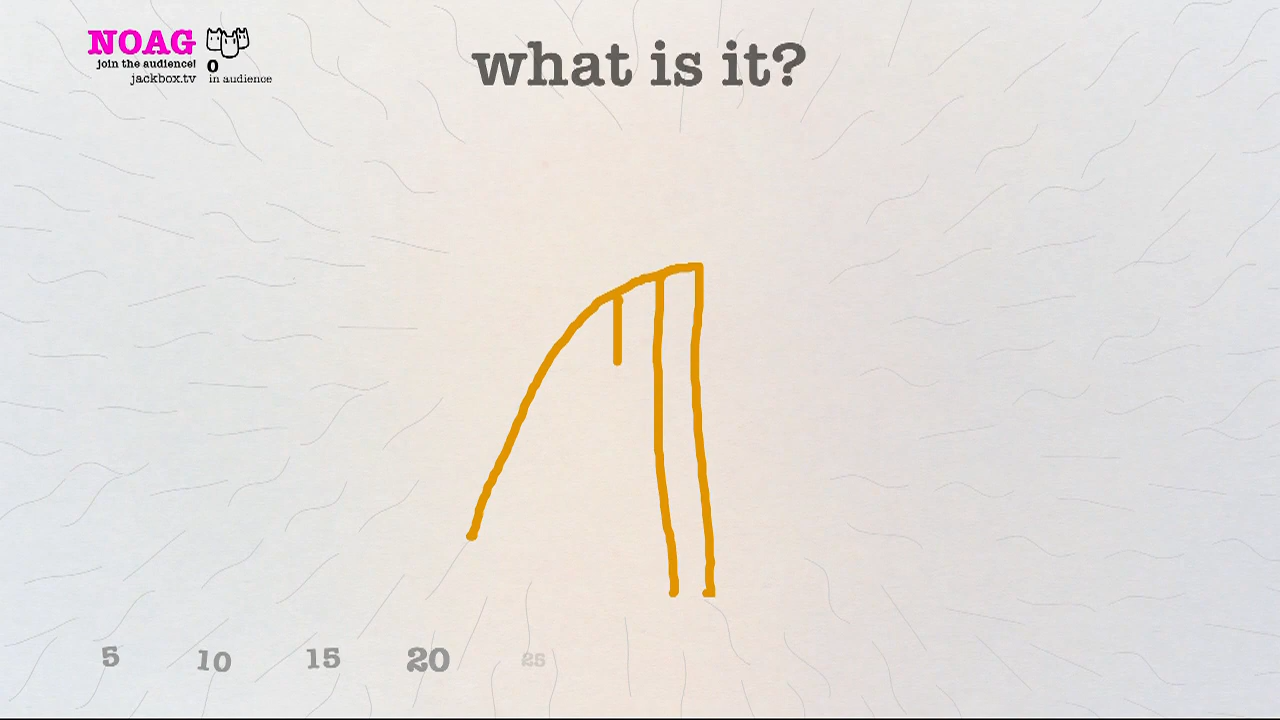 NOAG
join the audience!
jackbox.tv
0
in audience
what is it?
5 10 15 20 25